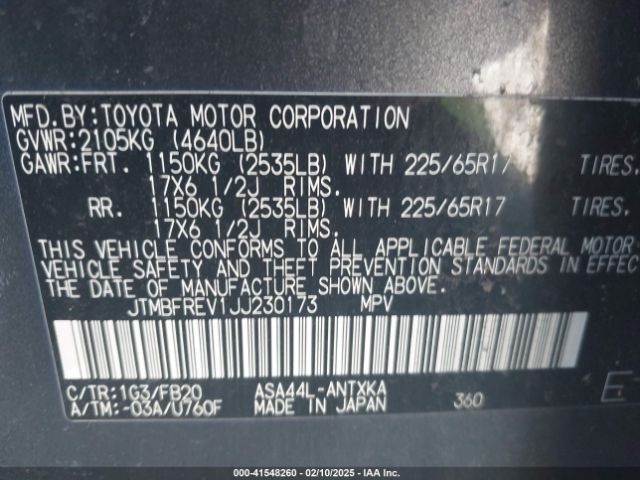 MFD.BY:TOYOTA MOTOR CORPORATION
GVWR:2105KG (4640LB)
GAWR:FRT. 1150KG (2535LB) WITH 225/65R17 TIRES.
17X6 1/2J RIMS.
RR. 1150KG (2535LB) WITH 225/65R17 TIRES.
17X6 1/2J RIMS.
THIS VEHICLE CONFORMS TO ALL APPLICABLE FEDERAL MOTOR
VEHICLE SAFETY AND THEFT PREVENTION STANDARDS IN EFFEC
THE DATE OF MANUFACTURE SHOWN ABOVE.
JTMBFREV1JJ230173 MPV
C/TR:1G3/FB20 ASA44L-ANTXKA
A/TM:-03A/U760F MADE IN JAPAN 360 E
000-41548260 - 02/10/2025 - IAA Inc.